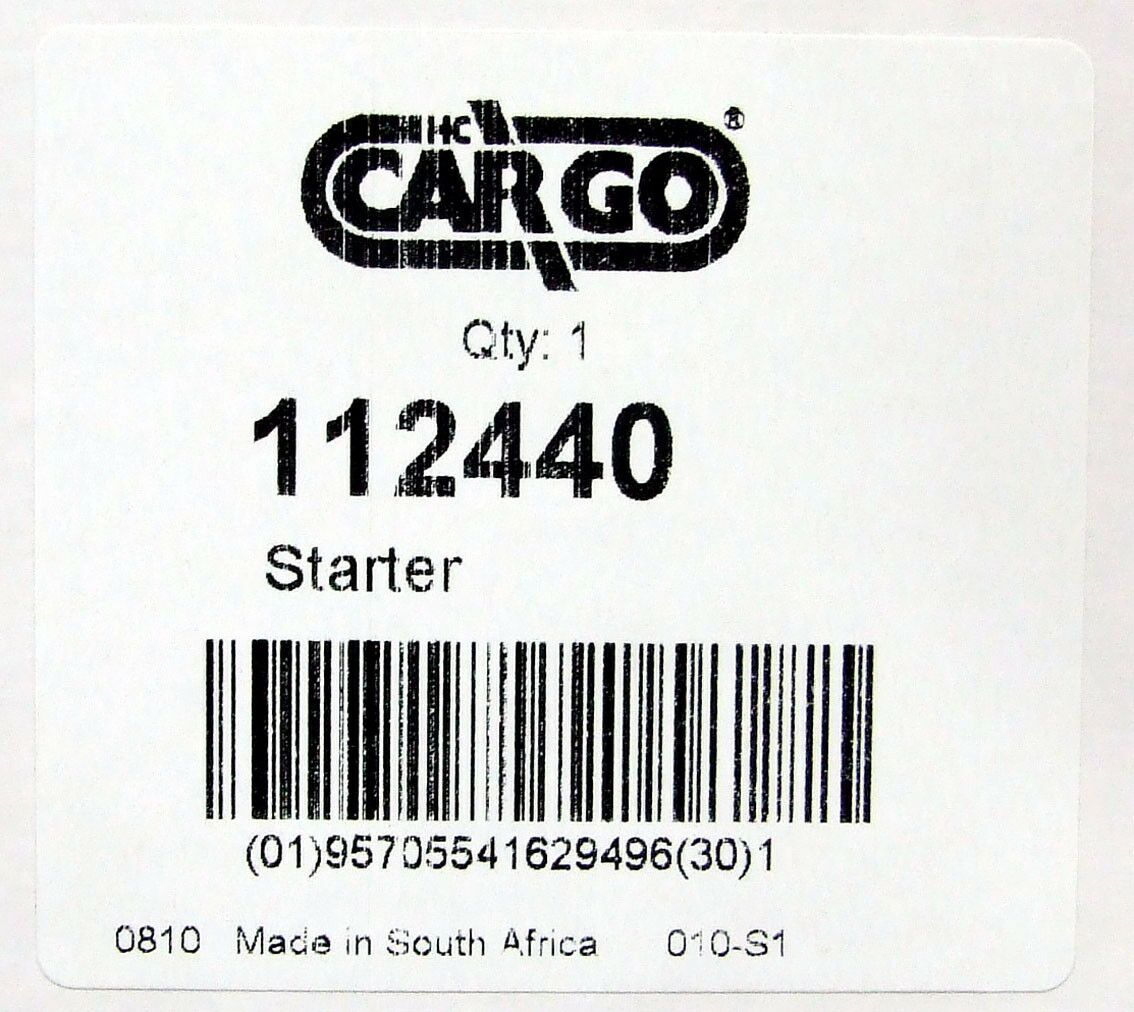 HC
CARGO®
Qty: 1
112440
Starter
(01)95705541629496(30)1
0810 Made in South Africa 010-S1